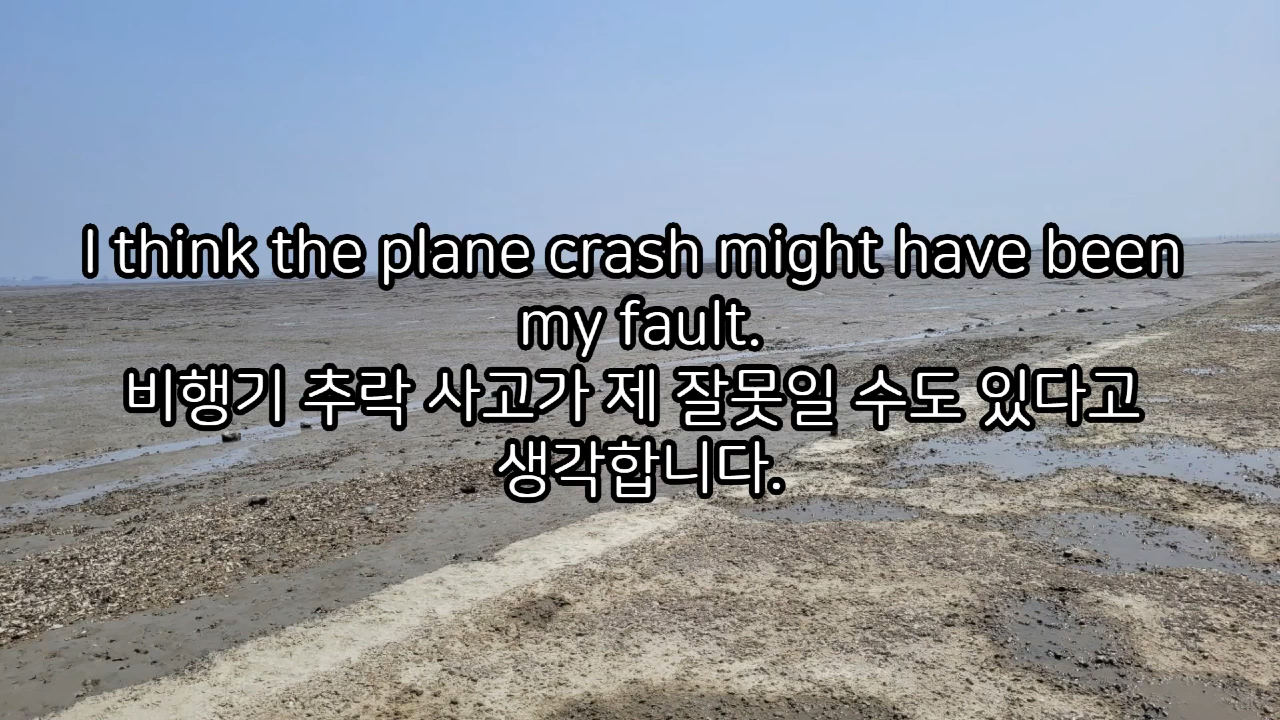 I think the plane crash might have been
my fault.
비행기 추락 사고가 제 잘못일 수도 있다고
생각합니다.